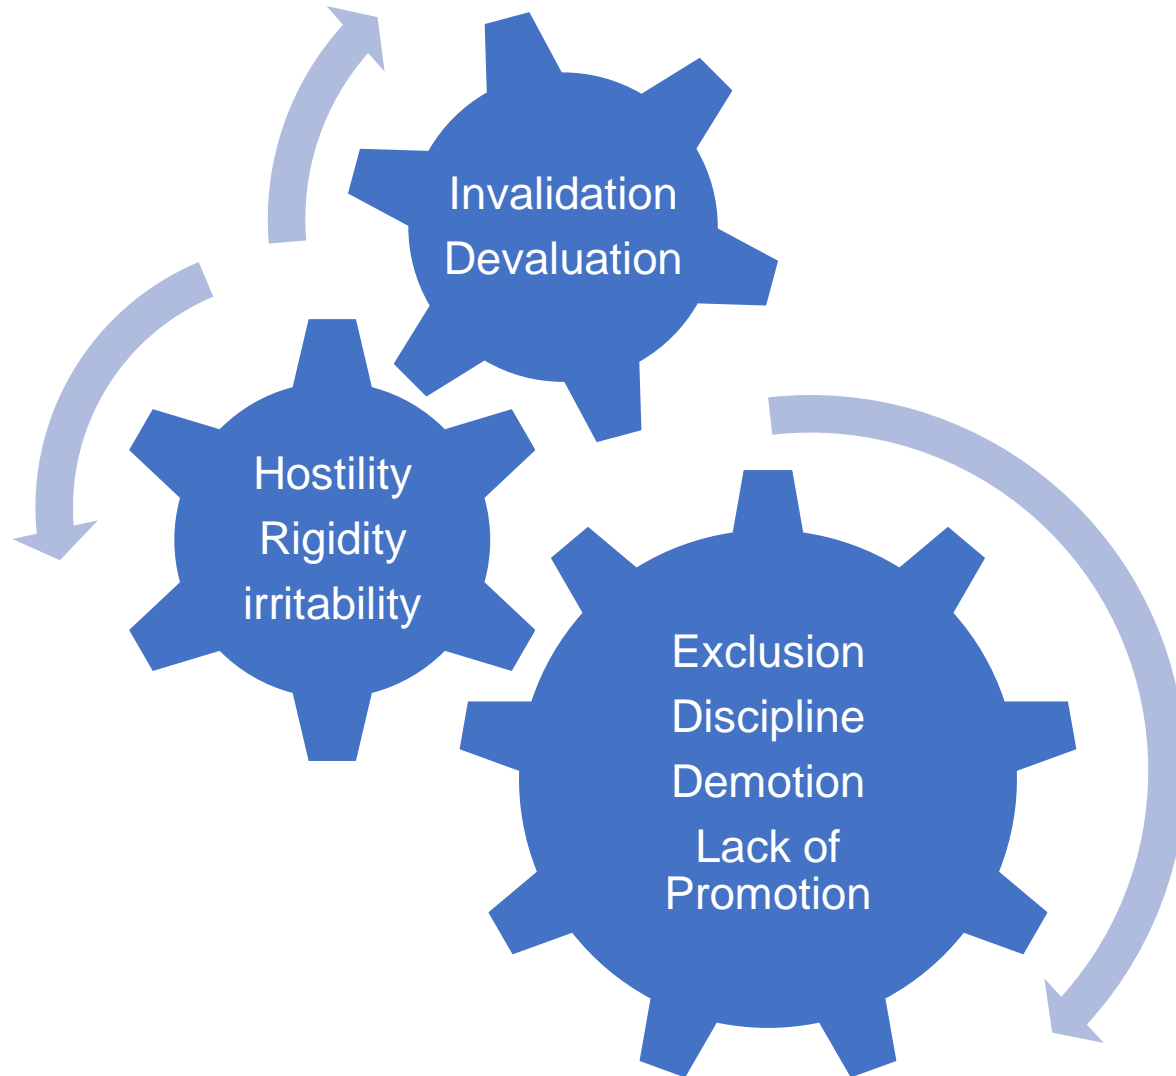 Invalidation
Devaluation
Hostility
Rigidity
irritability
Exclusion
Discipline
Demotion
Lack of
Promotion